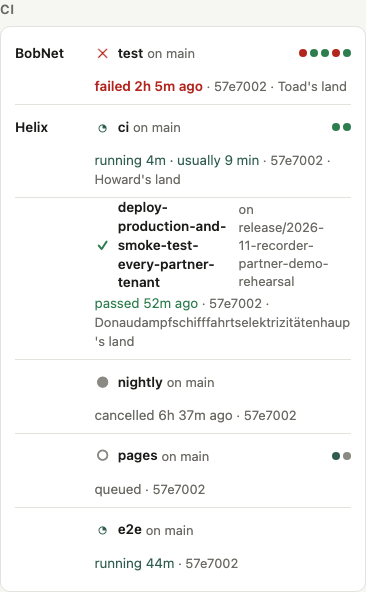 CI
BobNet
test on main
failed 2h 5m ago · 57e7002 · Toad's land
Helix
ci on main
running 4m · usually 9 min · 57e7002 ·
Howard's land
deploy-
production-and-
smoke-test-
every-partner-
tenant
on
release/2026-
11-recorder-
partner-demo-
rehearsal
passed 52m ago · 57e7002 ·
Donaudampfschifffahrtselektrizitätenhaup
's land
nightly on main
cancelled 6h 37m ago · 57e7002
pages on main
queued · 57e7002
e2e on main
running 44m · 57e7002